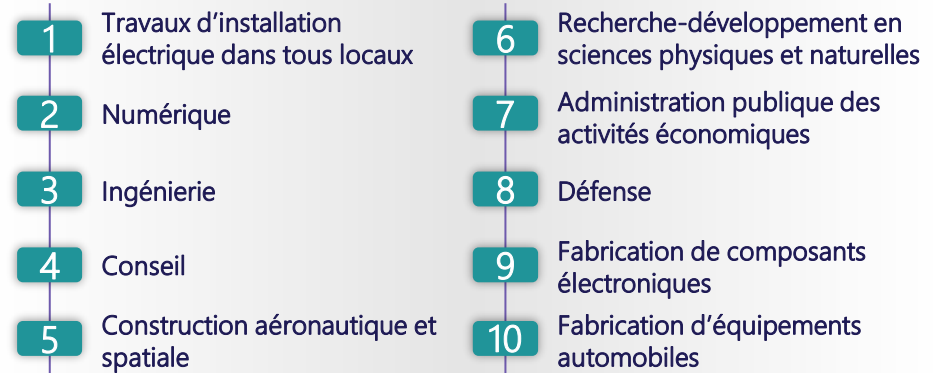 1
Travaux d’installation
électrique dans tous locaux
2
Numérique
3
Ingénierie
4
Conseil
5
Construction aéronautique et
spatiale
6
Recherche-développement en
sciences physiques et naturelles
7
Administration publique des
activités économiques
8
Défense
9
Fabrication de composants
électroniques
10
Fabrication d’équipements
automobiles